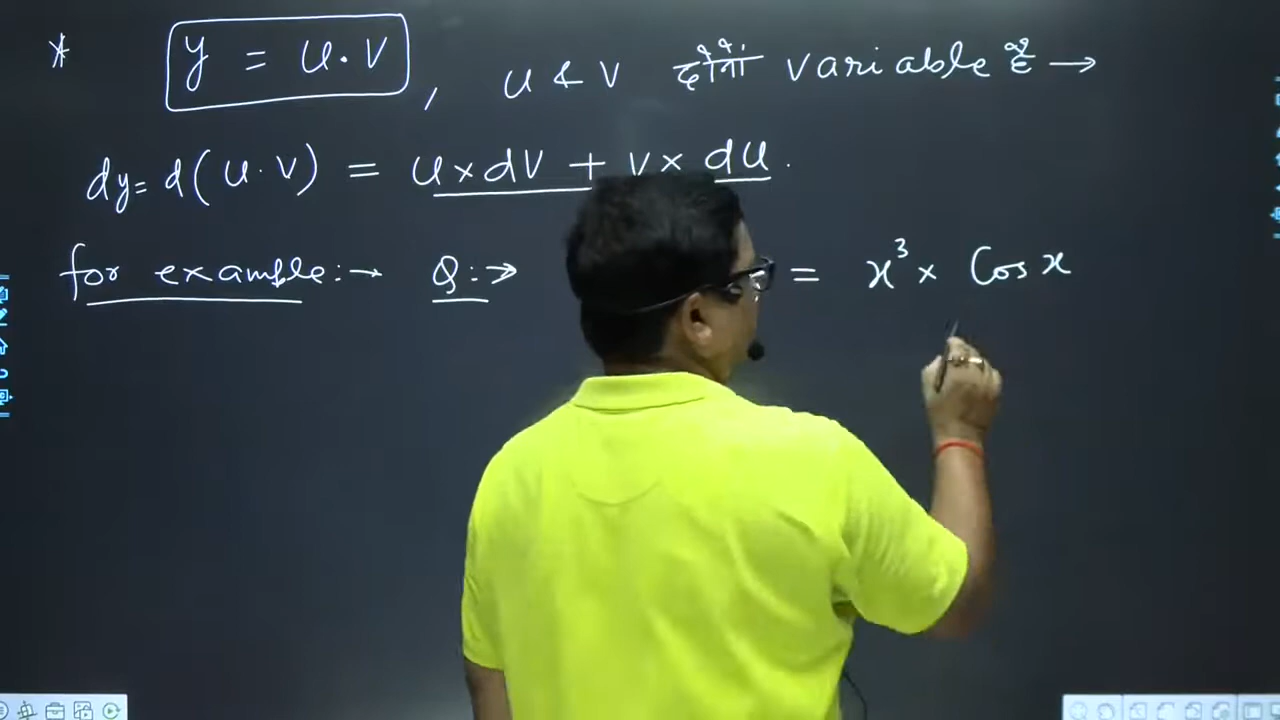 * y = u·v , u & v दोनों variable है →
dy= d(u·v) = u×dv + v× du.
for example:→ Q:→ = x³× Cos x